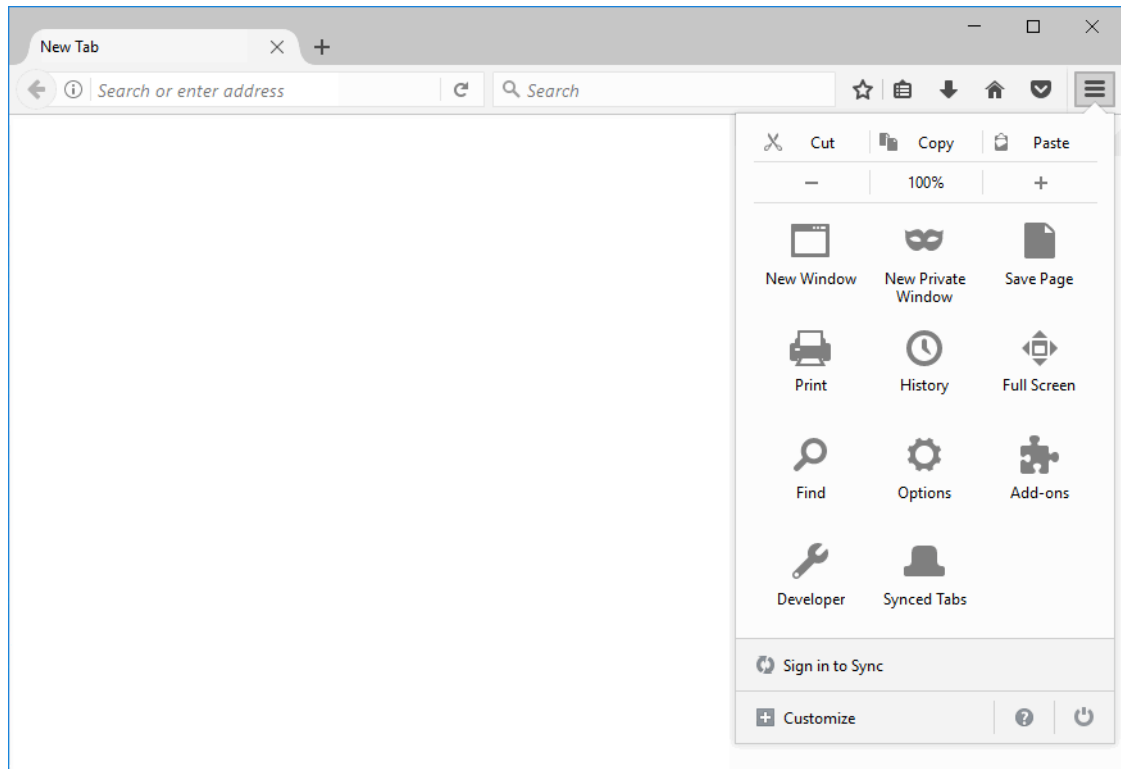 New Tab
Search or enter address
Search
Cut Copy Paste
100%
New Window New Private Window Save Page
Print History Full Screen
Find Options Add-ons
Developer Synced Tabs
Sign in to Sync
Customize